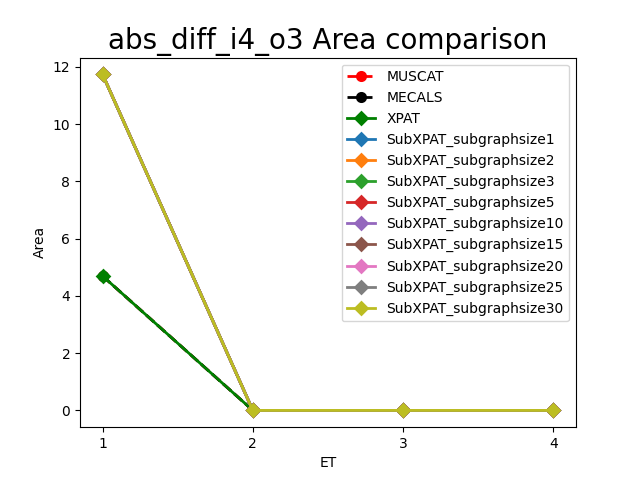 abs_diff_i4_o3 Area comparison
MUSCAT
MECALS
XPAT
SubXPAT_subgraphsize1
SubXPAT_subgraphsize2
SubXPAT_subgraphsize3
SubXPAT_subgraphsize5
SubXPAT_subgraphsize10
SubXPAT_subgraphsize15
SubXPAT_subgraphsize20
SubXPAT_subgraphsize25
SubXPAT_subgraphsize30
12
10
8
6
4
2
0
Area
1 2 3 4
ET